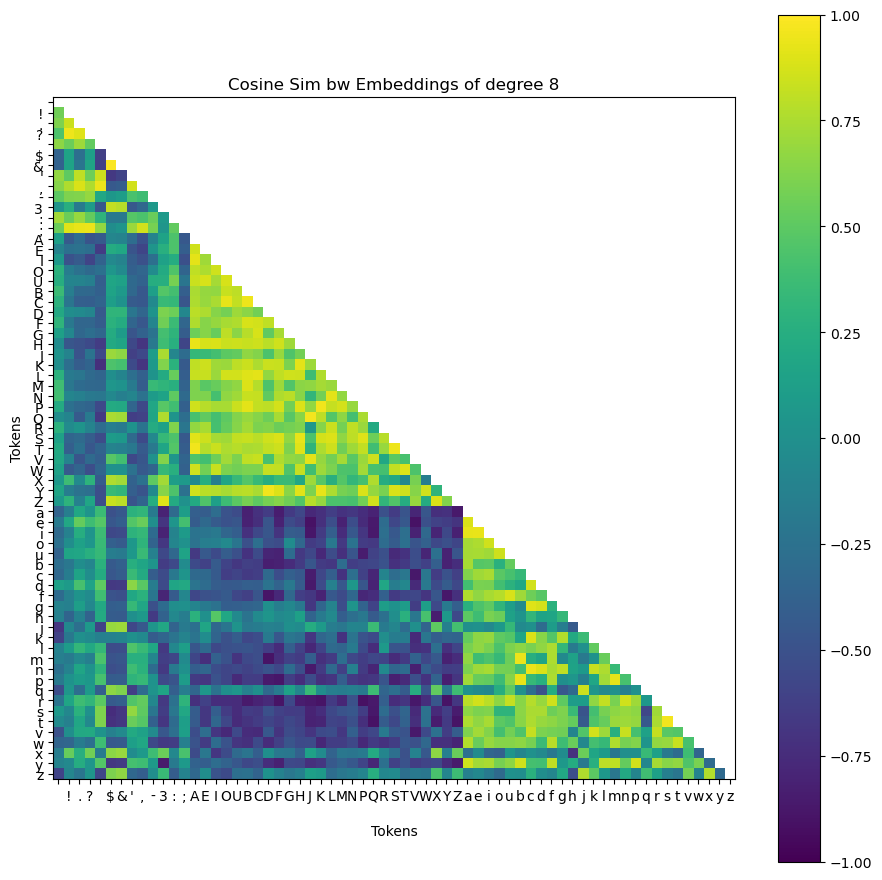 Cosine Sim bw Embeddings of degree 8
1.00
0.75
0.50
0.25
0.00
−0.25
−0.50
−0.75
−1.00
Tokens
!
.
?
$
&
'
,
-
3
:
;
A
E
I
O
U
B
C
D
F
G
H
J
K
L
M
N
P
Q
R
S
T
V
W
X
Y
Z
a
e
i
o
u
b
c
d
f
g
h
j
k
l
m
n
p
q
r
s
t
v
w
x
y
z
! . ? $ & ' , - 3 : ; A E I O U B C D F G H J K L M N P Q R S T V W X Y Z a e i o u b c d f g h j k l m n p q r s t v w x y z
Tokens